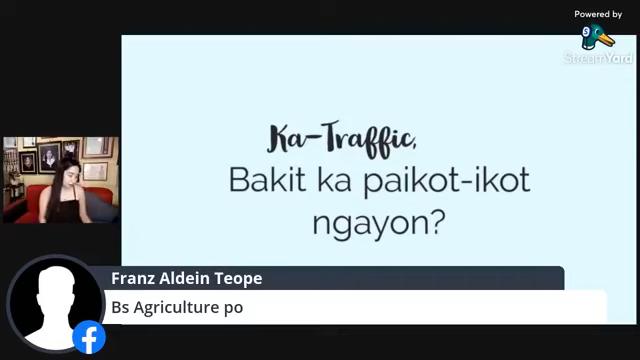 Powered by
StreamYard
Ka-Traffic,
Bakit ka paikot-ikot
ngayon?
Franz Aldein Teope
Bs Agriculture po